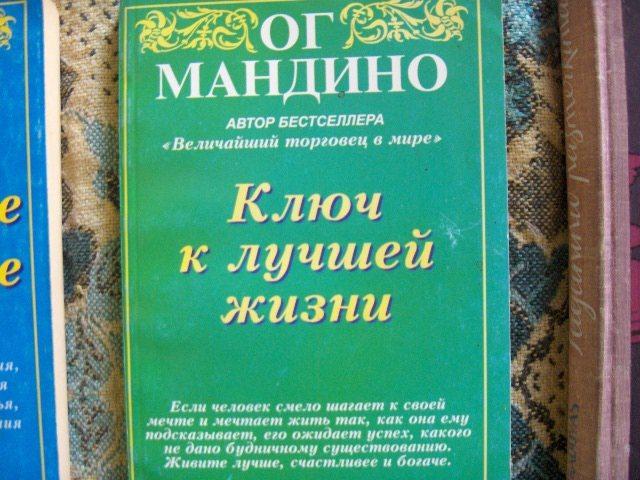 ОГ
МАНДИНО
АВТОР БЕСТСЕЛЛЕРА
«Величайший торговец в мире»
Ключ
к лучшей
жизни
Если человек смело шагает к своей
мечте и мечтает жить так, как она ему
подсказывает, его ожидает успех, какого
не дано будничному существованию.
Живите лучше, счастливее и богаче.